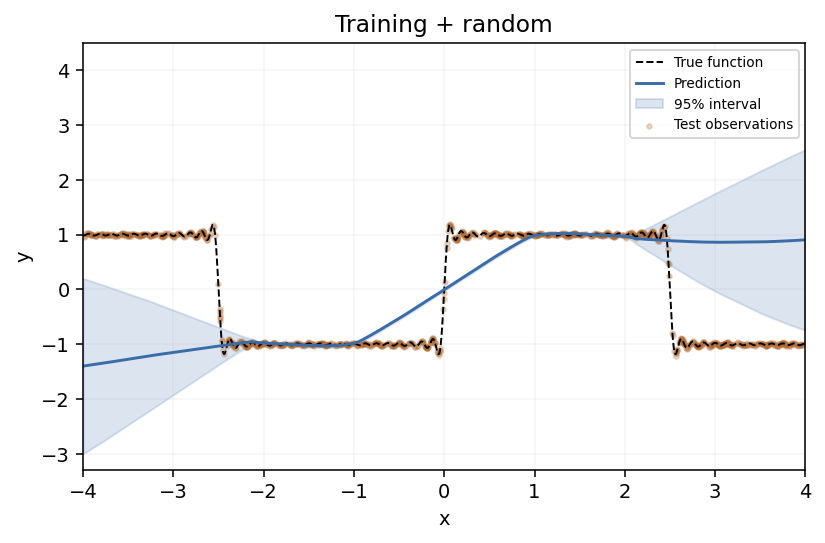 Training + random
True function
Prediction
95% interval
Test observations
4
3
2
1
0
−1
−2
−3
y
−4 −3 −2 −1 0 1 2 3 4
x